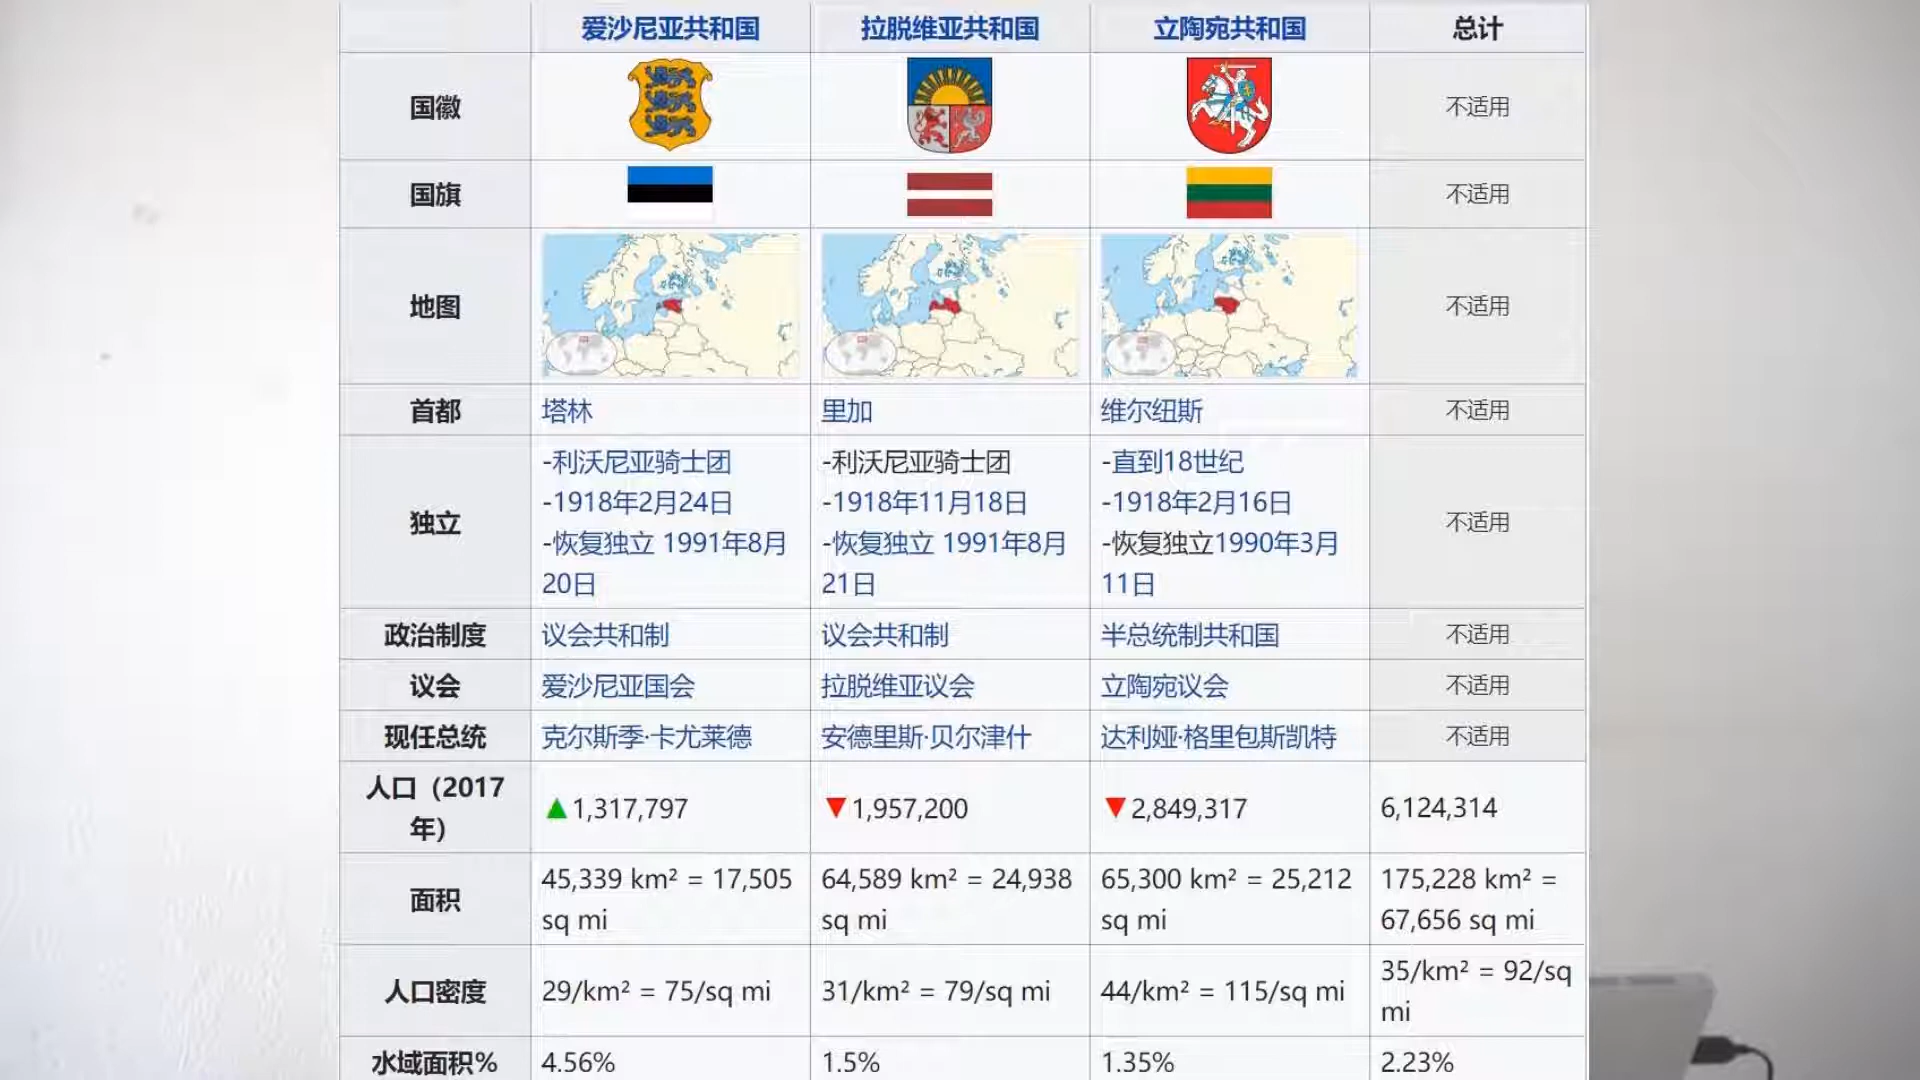 爱沙尼亚共和国 拉脱维亚共和国 立陶宛共和国 总计
国徽 不适用
国旗 不适用
地图 不适用
首都 塔林 里加 维尔纽斯 不适用
独立 -利沃尼亚骑士团 -1918年2月24日 -恢复独立 1991年8月20日 -利沃尼亚骑士团 -1918年11月18日 -恢复独立 1991年8月21日 -直到18世纪 -1918年2月16日 -恢复独立1990年3月11日 不适用
政治制度 议会共和制 议会共和制 半总统制共和国 不适用
议会 爱沙尼亚国会 拉脱维亚议会 立陶宛议会 不适用
现任总统 克尔斯季·卡尤莱德 安德里斯·贝尔津什 达利娅·格里包斯凯特 不适用
人口（2017年） ▲1,317,797 ▼1,957,200 ▼2,849,317 6,124,314
面积 45,339 km² = 17,505 sq mi 64,589 km² = 24,938 sq mi 65,300 km² = 25,212 sq mi 175,228 km² = 67,656 sq mi
人口密度 29/km² = 75/sq mi 31/km² = 79/sq mi 44/km² = 115/sq mi 35/km² = 92/sq mi
水域面积% 4.56% 1.5% 1.35% 2.23%